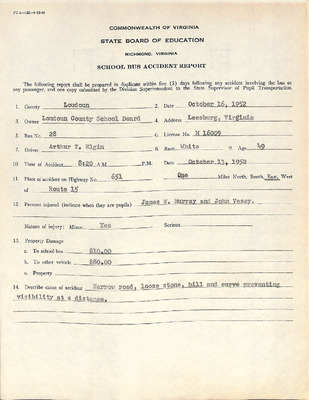 COMMONWEALTH OF VIRGINIA
STATE BOARD OF EDUCATION
RICHMOND, VIRGINIA
SCHOOL BUS ACCIDENT REPORT
The following report shall be prepared in duplicate within five (5) days following any accident involving the bus or
any passenger, and one copy submitted by the Division Superintendent to the State Supervisor of Pupil Transportation.
1. County Loudoun 2. Date October 16, 1952
3. Owner Loudoun County School Board 4. Address Leesburg, Virginia
5. Bus No. 28 6. License No. M 16009
7. Driver Arthur T. Elgin 8. Race White 9. Age 49
10. Time of Accident 8:20 A.M. P.M. Date October 13, 1952
11. Place of accident on Highway No. 651 One Miles North, South, East, West
of Route 15
12. Persons injured (indicate when they are pupils) James W. Murray and John Vesey.
Nature of injury: Minor Yes Serious
13. Property Damage
a. To school bus $10.00
b. To other vehicle $80.00
c. Property
14. Describe cause of accident Narrow road, loose stone, hill and curve preventing
visibility at a distance.